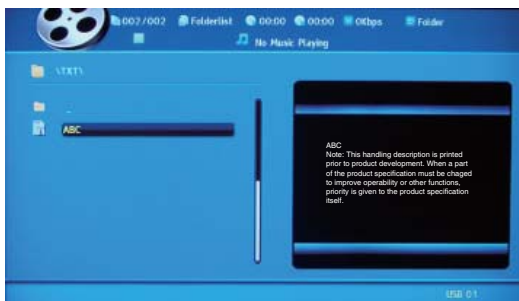 002/002 Folderlist 00:00 00:00 0Kbps Folder
No Music Playing
\TXT\
..
ABC
ABC
Note: This handling description is printed
prior to product development. When a part
of the product specification must be chaged
to improve operability or other functions,
priority is given to the product specification
itself.
USB 01